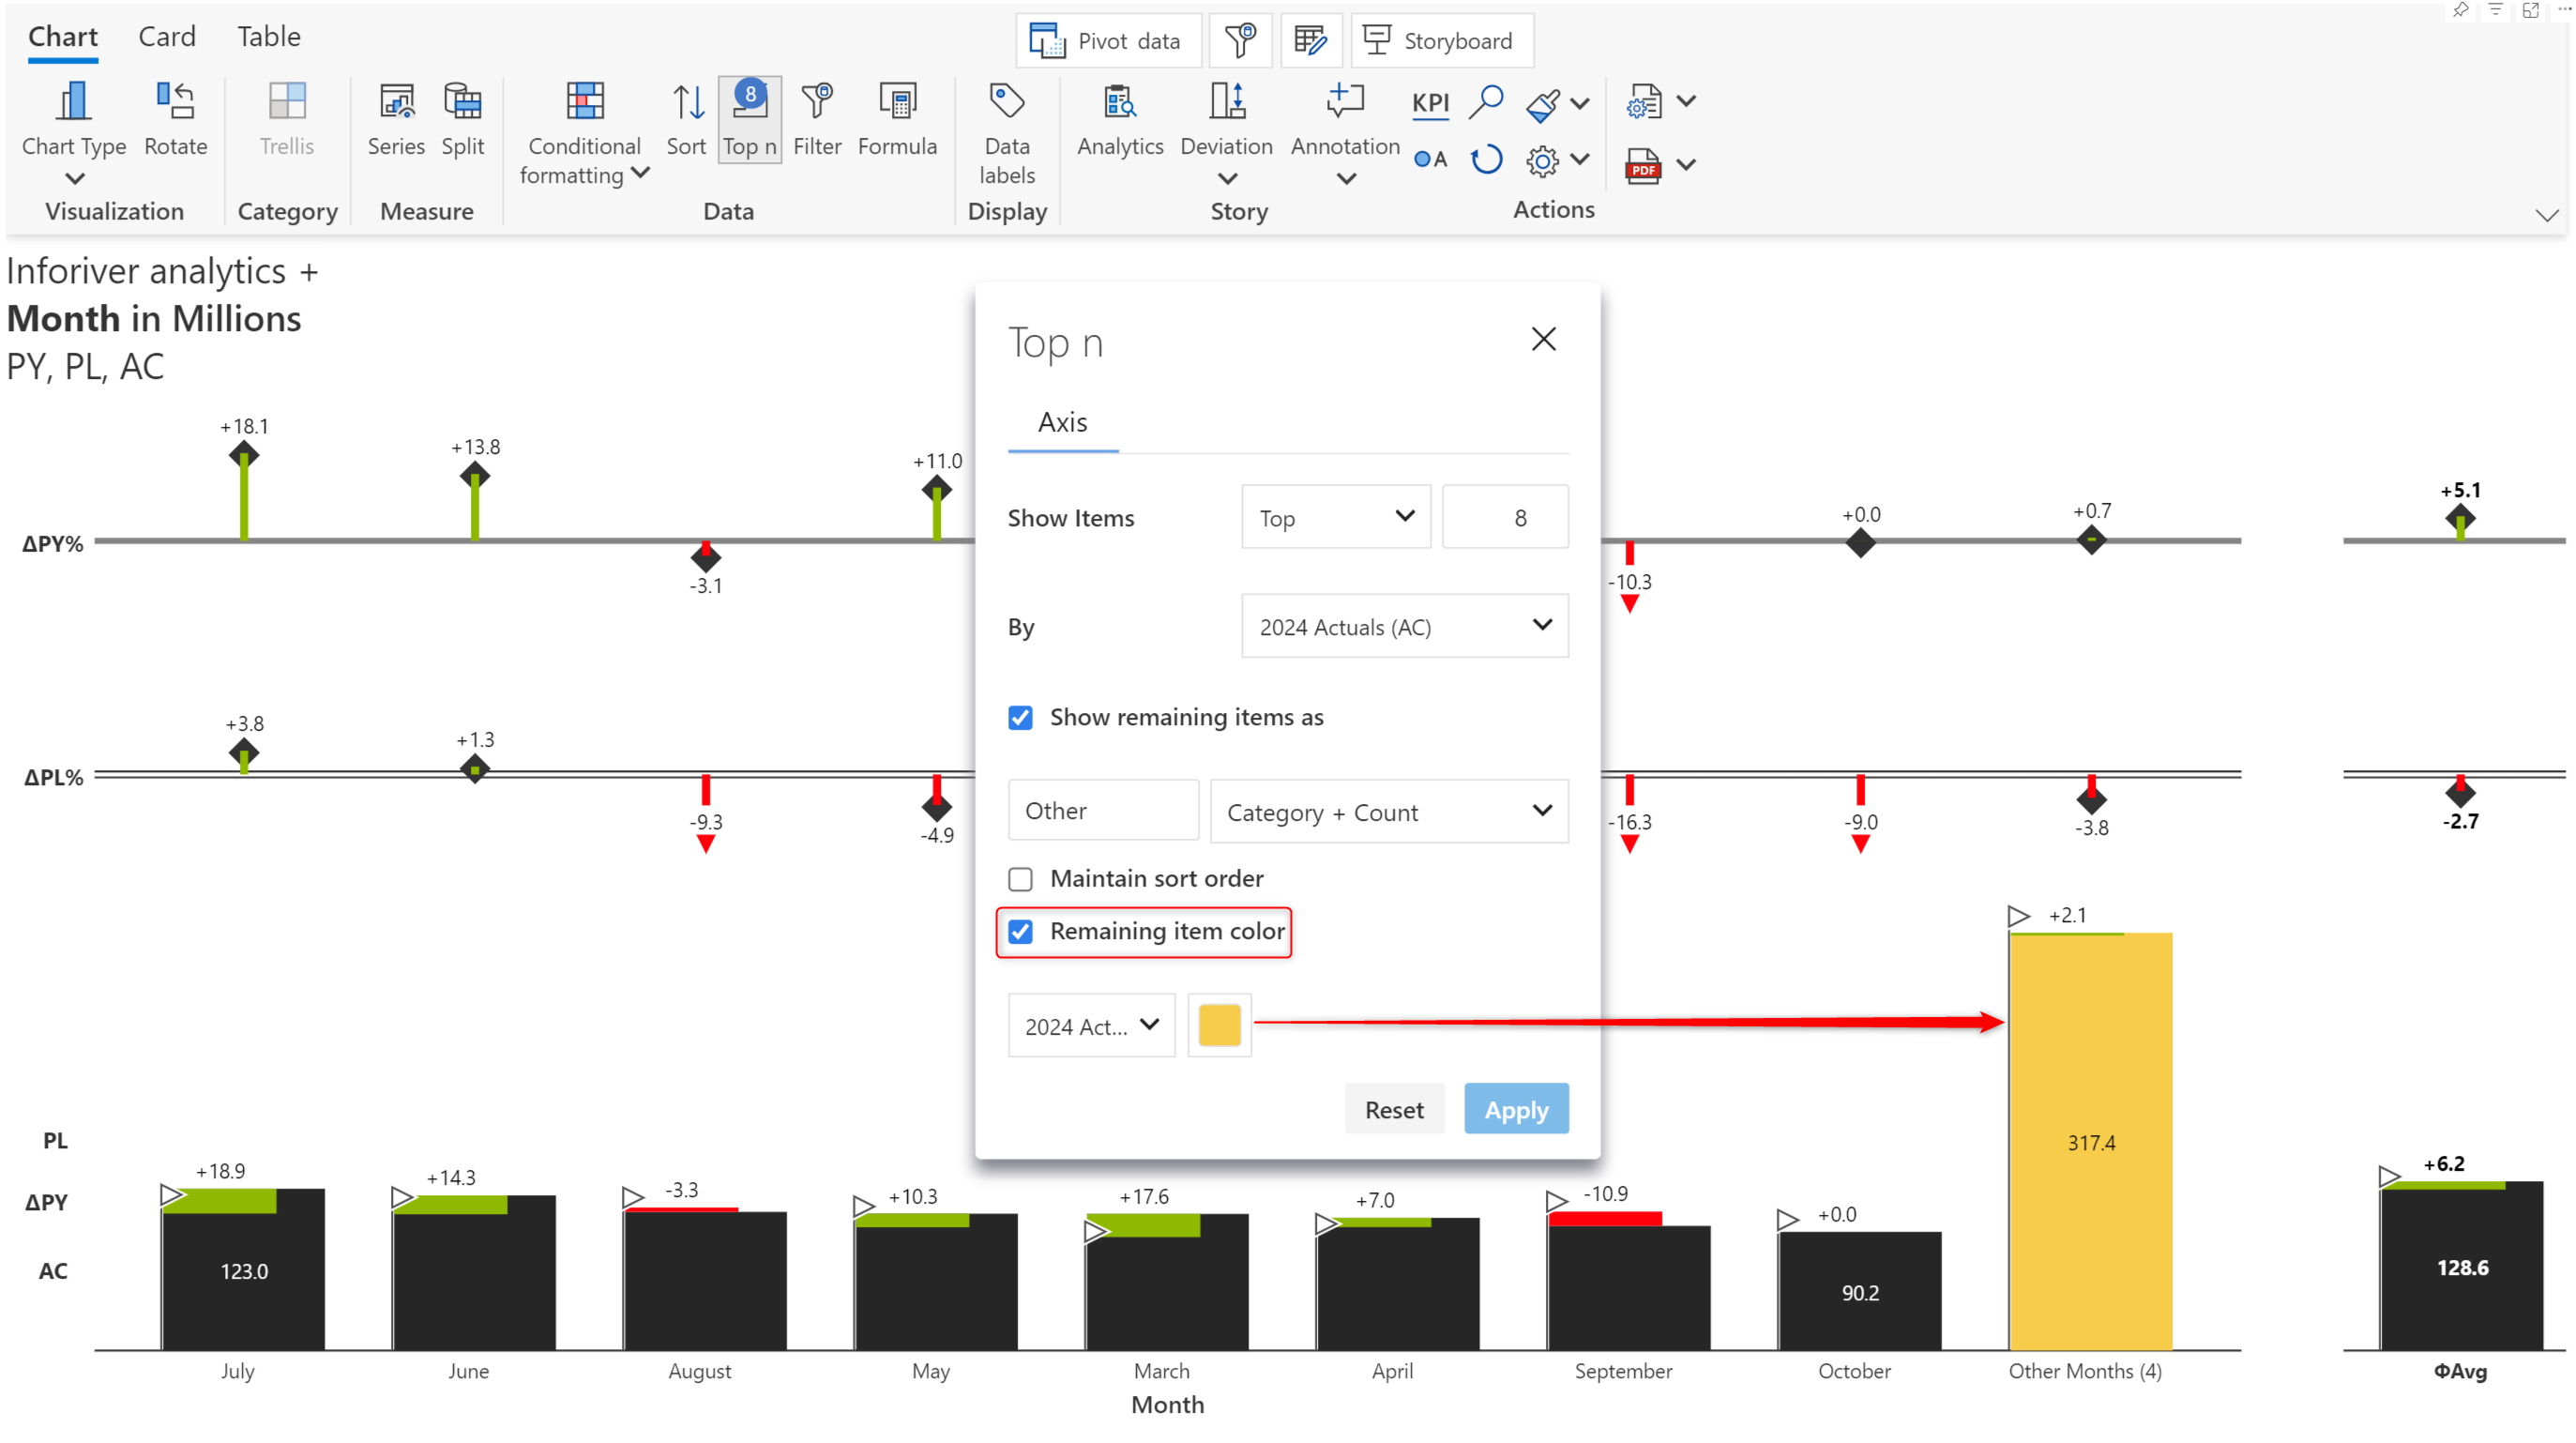 Chart Card Table
Pivot data Storyboard
8
KPI
Chart Type Rotate Trellis Series Split Conditional formatting Sort Top n Filter Formula Data labels Analytics Deviation Annotation
A
PDF
Visualization Category Measure Data Display Story Actions
Inforiver analytics +
Month in Millions
PY, PL, AC
Top n
Axis
Show Items Top 8
By 2024 Actuals (AC)
Show remaining items as
Other Category + Count
Maintain sort order
Remaining item color
2024 Act...
Reset Apply
+18.1 +13.8 -3.1 +11.0 -10.3 +0.0 +0.7 +5.1
ΔPY%
+3.8 +1.3 -9.3 -4.9 -16.3 -9.0 -3.8 -2.7
ΔPL%
+2.1
317.4
PL
+18.9 +14.3 -3.3 +10.3 +17.6 +7.0 -10.9 +0.0 +6.2
ΔPY
AC
123.0 90.2 128.6
July June August May March April September October Other Months (4) ΦAvg
Month